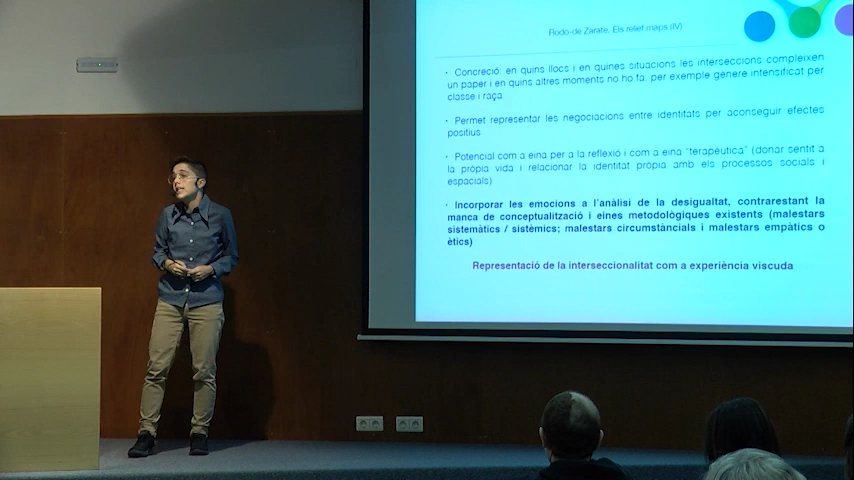 Rodo-de Zarate. Els relief maps (IV)
· Concreció: en quins llocs i en quines situacions les interseccions compleixen
un paper i en quins altres moments no ho fa: per exemple genere intensificat per
classe i raça
· Permet representar les negociacions entre identitats per aconseguir efectes
positius
· Potencial com a eina per a la reflexió i com a eina “terapèutica” (donar sentit a
la pròpia vida i relacionar la identitat pròpia amb els processos socials i
espacials)
· Incorporar les emocions a l’anàlisi de la desigualtat, contrarestant la
manca de conceptualització i eines metodològiques existents (malestars
sistemàtics / sistèmics; malestars circumstàncials i malestars empàtics o
ètics)
Representació de la interseccionalitat com a experiència viscuda